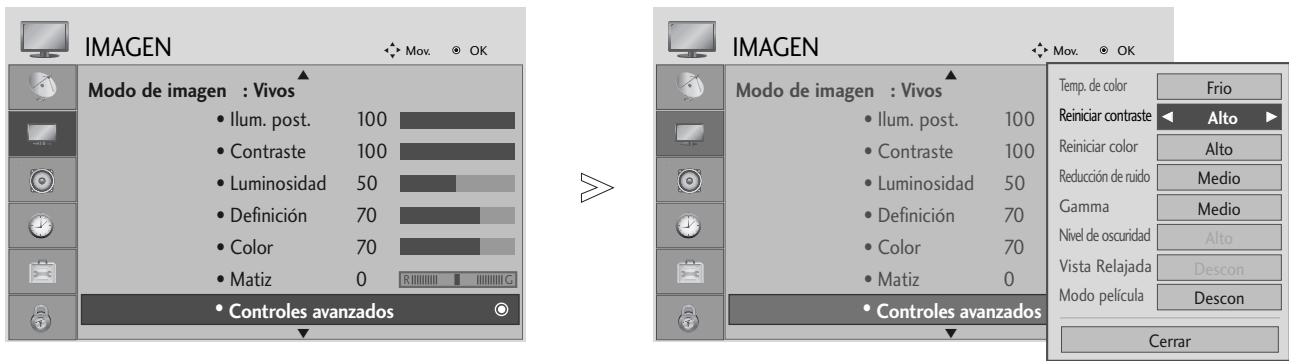 IMAGEN Mov. OK
Modo de imagen : Vivos
• Ilum. post. 100
• Contraste 100
• Luminosidad 50
• Definición 70
• Color 70
• Matiz 0 R G
• Controles avanzados
IMAGEN Mov. OK
Modo de imagen : Vivos
• Ilum. post. 100
• Contraste 100
• Luminosidad 50
• Definición 70
• Color 70
• Matiz 0
• Controles avanzados
Temp. de color Frio
Reiniciar contraste Alto
Reiniciar color Alto
Reducción de ruido Medio
Gamma Medio
Nivel de oscuridad Alto
Vista Relajada Descon
Modo película Descon
Cerrar